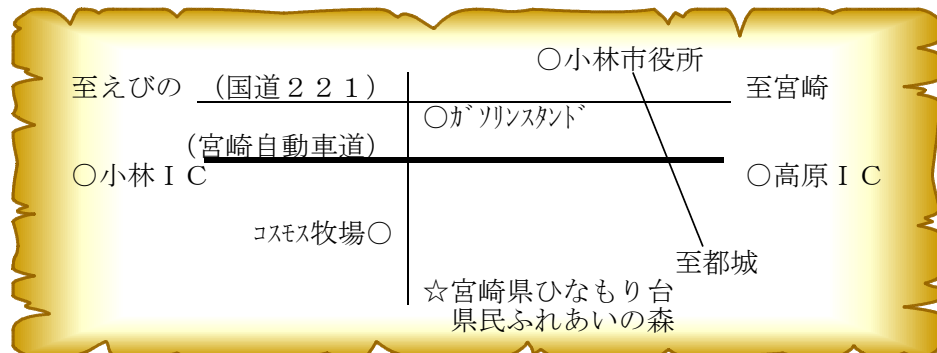 ○小林市役所
至えびの (国道２２１) 至宮崎
○ｶﾞｿﾘﾝｽﾀﾝﾄﾞ
(宮崎自動車道)
○小林ＩＣ ○高原ＩＣ
ｺｽﾓｽ牧場○
至都城
☆宮崎県ひなもり台
県民ふれあいの森